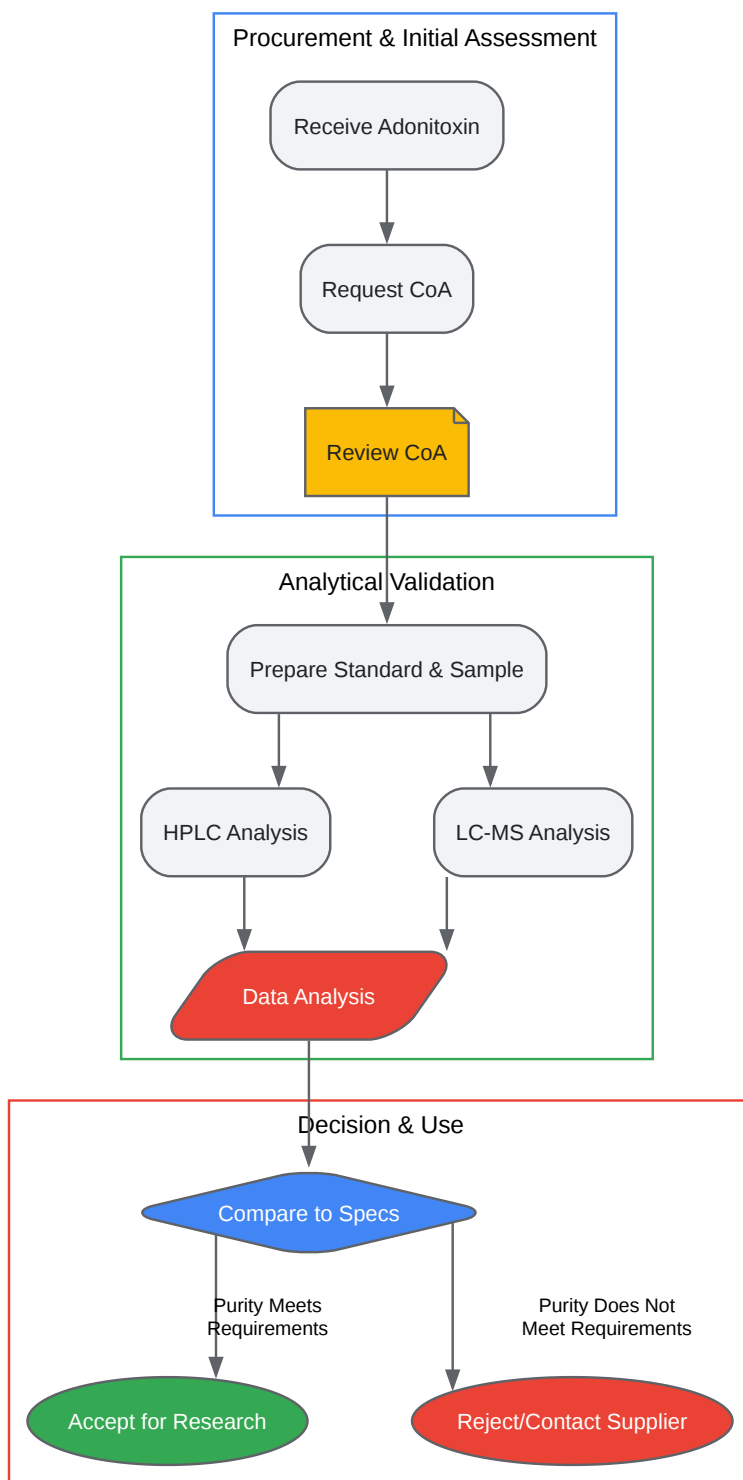 Procurement & Initial Assessment
Receive Adonitoxin
Request CoA
Review CoA
Analytical Validation
Prepare Standard & Sample
HPLC Analysis
LC-MS Analysis
Data Analysis
Decision & Use
Compare to Specs
Purity Meets
Requirements
Purity Does Not
Meet Requirements
Accept for Research
Reject/Contact Supplier